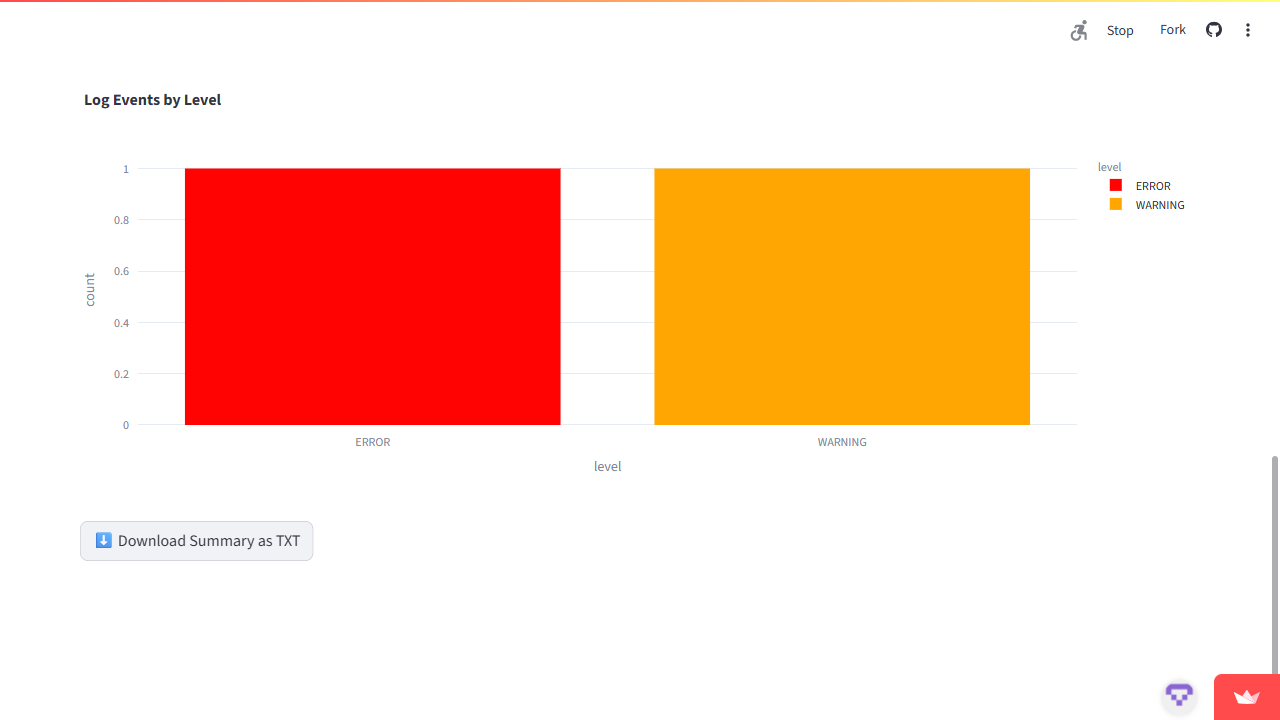 Stop
Fork
Log Events by Level
1
0.8
0.6
0.4
0.2
0
count
ERROR
WARNING
level
level
ERROR
WARNING
Download Summary as TXT